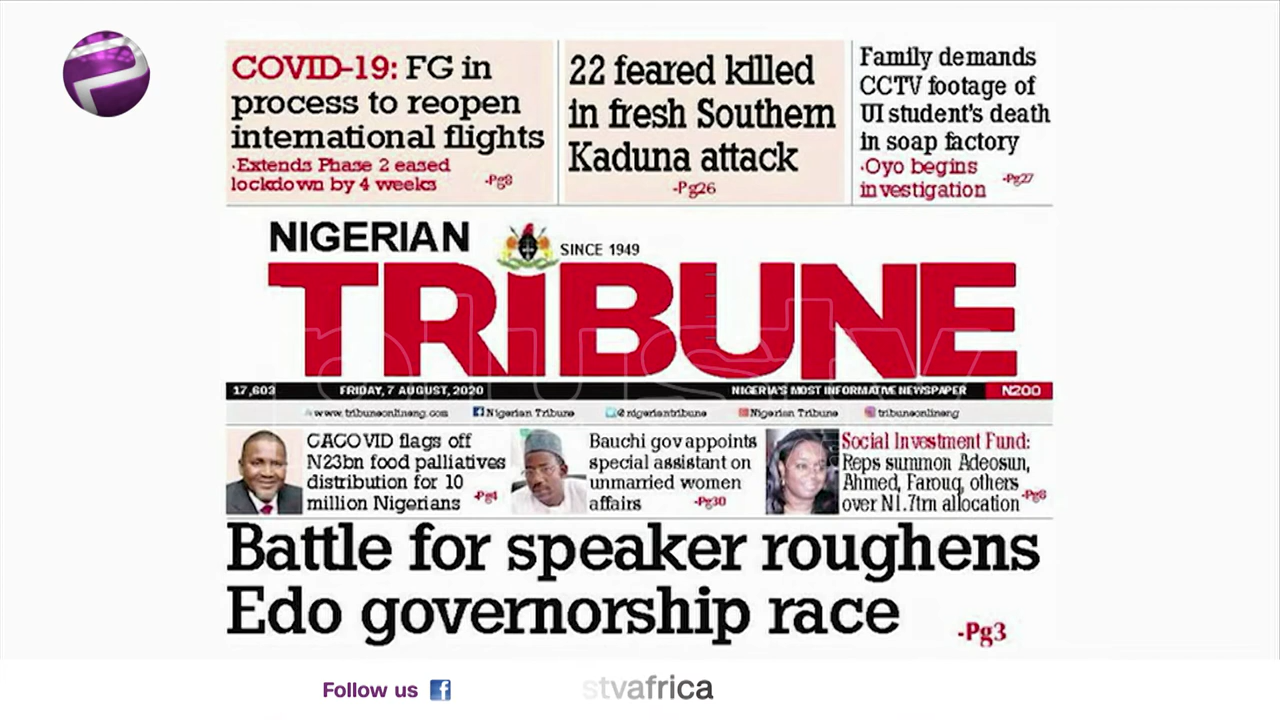 COVID-19: FG in
process to reopen
international flights
·Extends Phase 2 eased
lockdown by 4 weeks -Pg8
22 feared killed
in fresh Southern
Kaduna attack
-Pg26
Family demands
CCTV footage of
UI student's death
in soap factory
·Oyo begins
investigation -Pg27
NIGERIAN
SINCE 1949
TRIBUNE
plustv
17,603 FRIDAY, 7 AUGUST, 2020 NIGERIA'S MOST INFORMATIVE NEWSPAPER N200
www.tribuneonlineng.com Nigerian Tribune @nigeriantribune Nigerian Tribune tribuneonlineng
CACOVID flags off
N23bn food palliatives
distribution for 10
million Nigerians -Pg4
Bauchi gov appoints
special assistant on
unmarried women
affairs -Pg30
Social Investment Fund:
Reps summon Adeosun,
Ahmed, Farouq, others
over N1.7trn allocation -Pg8
Battle for speaker roughens
Edo governorship race -Pg3
Follow us stvafrica